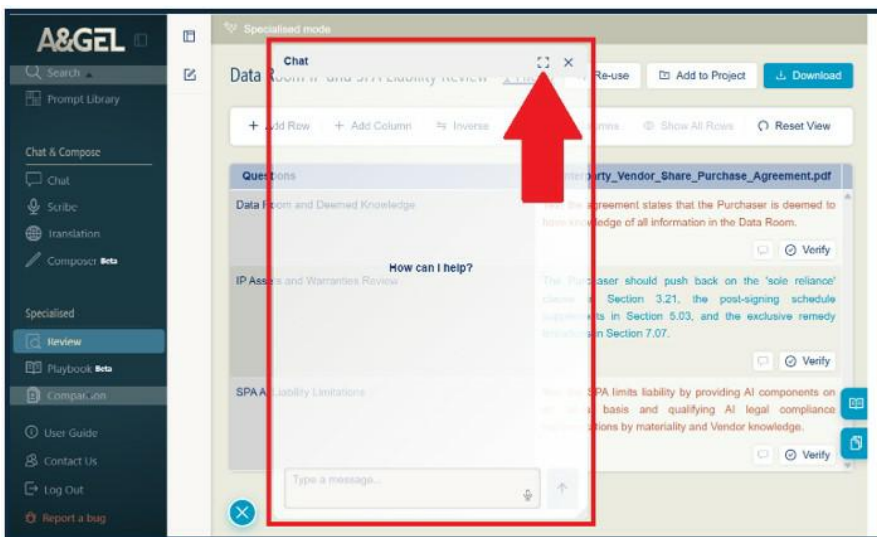 A&GEL
Search
Prompt Library
Chat & Compose
Chat
Scribe
Translation
Composer Beta
Specialised
Review
Playbook Beta
Comparison
User Guide
Contact Us
Log Out
Report a bug
Specialised mode
Data Room IP and SPA Liability Review
Re-use
Add to Project
Download
+ Add Row
+ Add Column
Inverse
Show All Rows
Reset View
Questions
Vendor_Share_Purchase_Agreement.pdf
Data Room and Deemed Knowledge
agreement states that the Purchaser is deemed to
have knowledge of all information in the Data Room.
Verify
IP Assets and Warranties Review
The Purchaser should push back on the 'sole reliance'
Section 3.21, the post-signing schedule
in Section 5.03, and the exclusive remedy
in Section 7.07.
Verify
SPA AI Liability Limitations
SPA limits liability by providing AI components on
basis and qualifying AI legal compliance
by materiality and Vendor knowledge.
Verify
Chat
How can I help?
Type a message...